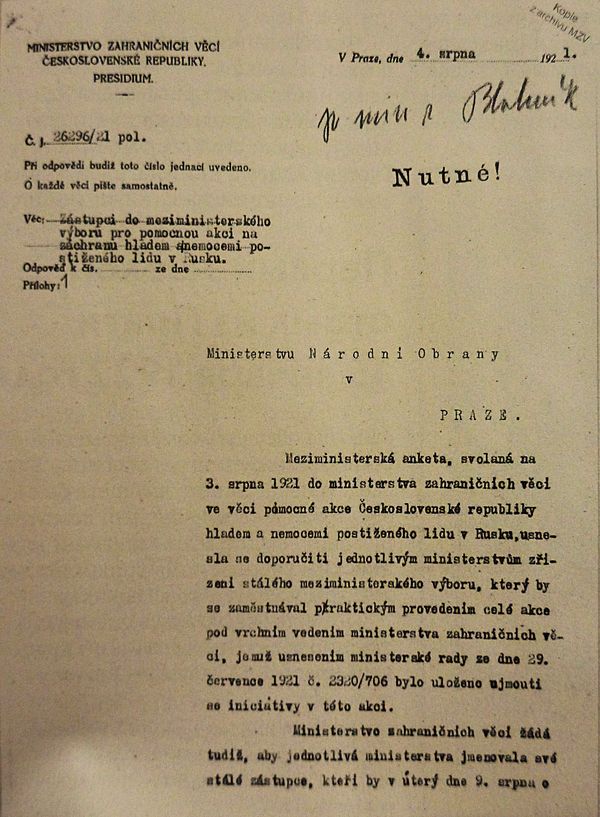 Kopie
Z archivu MZV
MINISTERSTVO ZAHRANIČNÍCH VĚCÍ
ČESKOSLOVENSKÉ REPUBLIKY.
PRESIDIUM.
V Praze, dne 4. srpna 1921.
Č. j. 26296/21 pol.
Při odpovědi budiž toto číslo jednací uvedeno.
O každé věci pište samostatně.
Nutné!
Věc: Zástupci do meziministerského
výboru pro pomocnou akci na
záchranu hladem a nemocemi po-
stiženého lidu v Rusku.
Odpověď k čís. ze dne
Přílohy: 1
Ministerstvu Národní Obrany
v
PRAZE.
Meziministerská anketa, svolaná na
3. srpna 1921 do ministerstva zahraničních věcí
ve věci pomocné akce Československé republiky
hladem a nemocemi postiženého lidu v Rusku, usne-
sla se doporučiti jednotlivým ministerstvům zří-
zení stálého meziministerského výboru, který by
se zaměstnával praktickým provedením celé akce
pod vrchním vedením ministerstva zahraničních vě-
cí, jemuž usnesením ministerské rady ze dne 29.
července 1921 č. 2320/706 bylo uloženo ujmouti
se iniciativy v této akci.
Ministerstvo zahraničních věcí žádá
tudíž, aby jednotlivá ministerstva jmenovala své
stálé zástupce, kteří by v úterý dne 9. srpna o